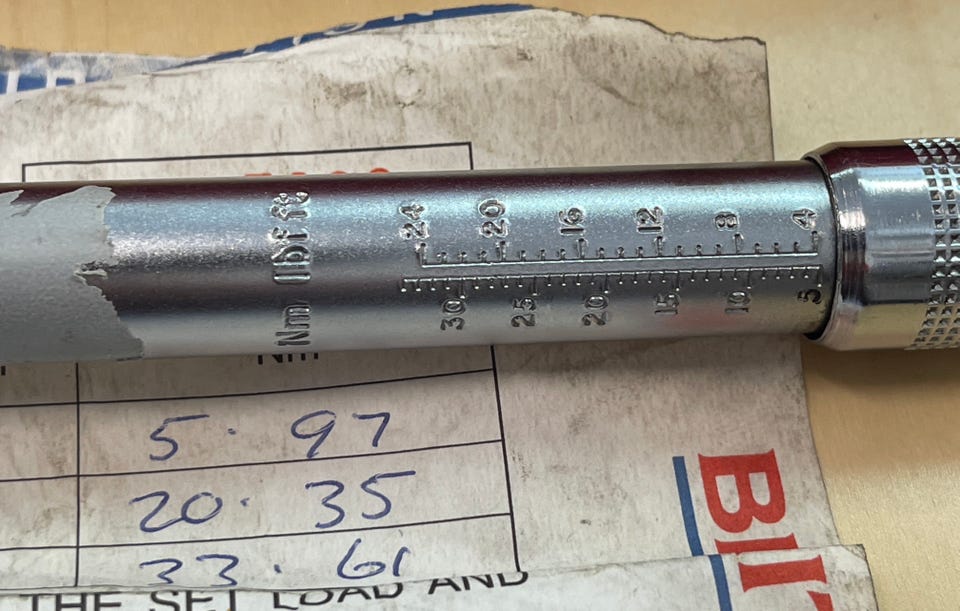 lbf ft
24 20 16 12 8 4
Nm
30 25 20 15 10 5
Nm
5.97
20.35
33.61
THE SET LOAD AND